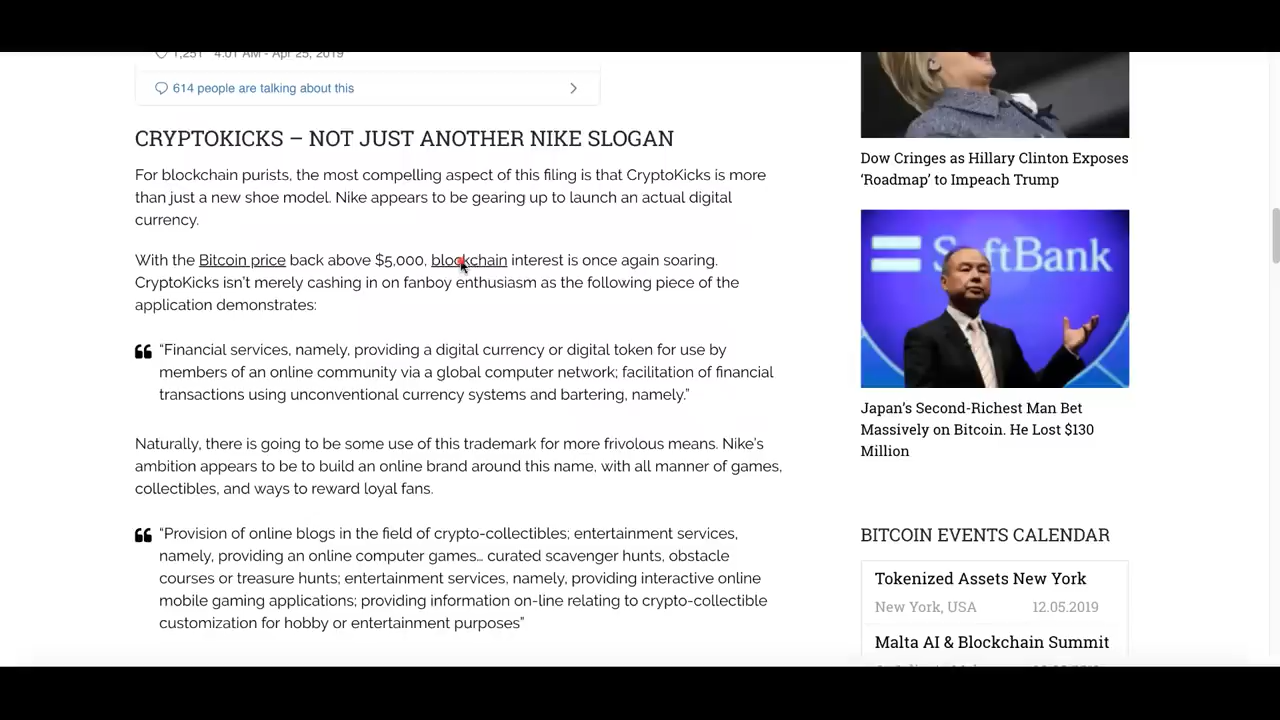 1,251 4:01 AM - Apr 25, 2019
614 people are talking about this
CRYPTOKICKS – NOT JUST ANOTHER NIKE SLOGAN
For blockchain purists, the most compelling aspect of this filing is that CryptoKicks is more
than just a new shoe model. Nike appears to be gearing up to launch an actual digital
currency.
With the Bitcoin price back above $5,000, blockchain interest is once again soaring.
CryptoKicks isn’t merely cashing in on fanboy enthusiasm as the following piece of the
application demonstrates:
“Financial services, namely, providing a digital currency or digital token for use by
members of an online community via a global computer network; facilitation of financial
transactions using unconventional currency systems and bartering, namely.”
Naturally, there is going to be some use of this trademark for more frivolous means. Nike’s
ambition appears to be to build an online brand around this name, with all manner of games,
collectibles, and ways to reward loyal fans.
“Provision of online blogs in the field of crypto-collectibles; entertainment services,
namely, providing an online computer games… curated scavenger hunts, obstacle
courses or treasure hunts; entertainment services, namely, providing interactive online
mobile gaming applications; providing information on-line relating to crypto-collectible
customization for hobby or entertainment purposes”
Dow Cringes as Hillary Clinton Exposes
‘Roadmap’ to Impeach Trump
SoftBank
Japan’s Second-Richest Man Bet
Massively on Bitcoin. He Lost $130
Million
BITCOIN EVENTS CALENDAR
Tokenized Assets New York
New York, USA 12.05.2019
Malta AI & Blockchain Summit